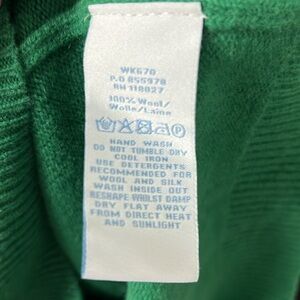 WK670
P.O 855978
RN 118027
100% Wool/
Wolle/Laine
HAND WASH
DO NOT TUMBLE DRY
COOL IRON
USE DETERGENTS
RECOMMENDED FOR
WOOL AND SILK
WASH INSIDE OUT
RESHAPE WHILST DAMP
DRY FLAT AWAY
FROM DIRECT HEAT
AND SUNLIGHT